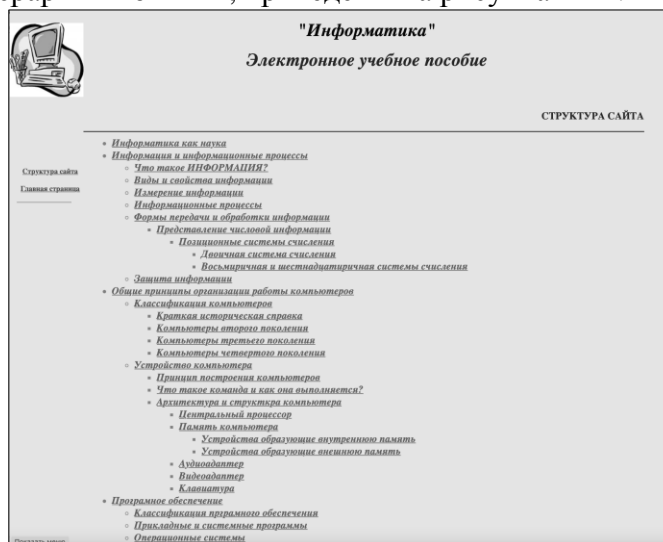 "Информатика"
Электронное учебное пособие
СТРУКТУРА САЙТА
Структура сайта
Главная страница
Информатика как наука
Информация и информационные процессы
Что такое ИНФОРМАЦИЯ?
Виды и свойства информации
Измерение информации
Информационные процессы
Формы передачи и обработки информации
Представление числовой информации
Позиционные системы счисления
Двоичная система счисления
Восьмиричная и шестнадцатиричная системы счисления
Защита информации
Общие принципы организации работы компьютеров
Классификация компьютеров
Краткая историческая справка
Компьютеры второго поколения
Компьютеры третьего поколения
Компьютеры четвертого поколения
Устройство компьютера
Принцип построения компьютеров
Что такое команда и как она выполняется?
Архитектура и структкра компьютера
Центральный процессор
Память компьютера
Устройства образующие внутреннюю память
Устройства образующие внешнюю память
Аудиоадаптер
Видеоадаптер
Клавиатура
Програмное обеспечение
Классификация прграмного обеспечения
Прикладные и системные программы
Операционные системы